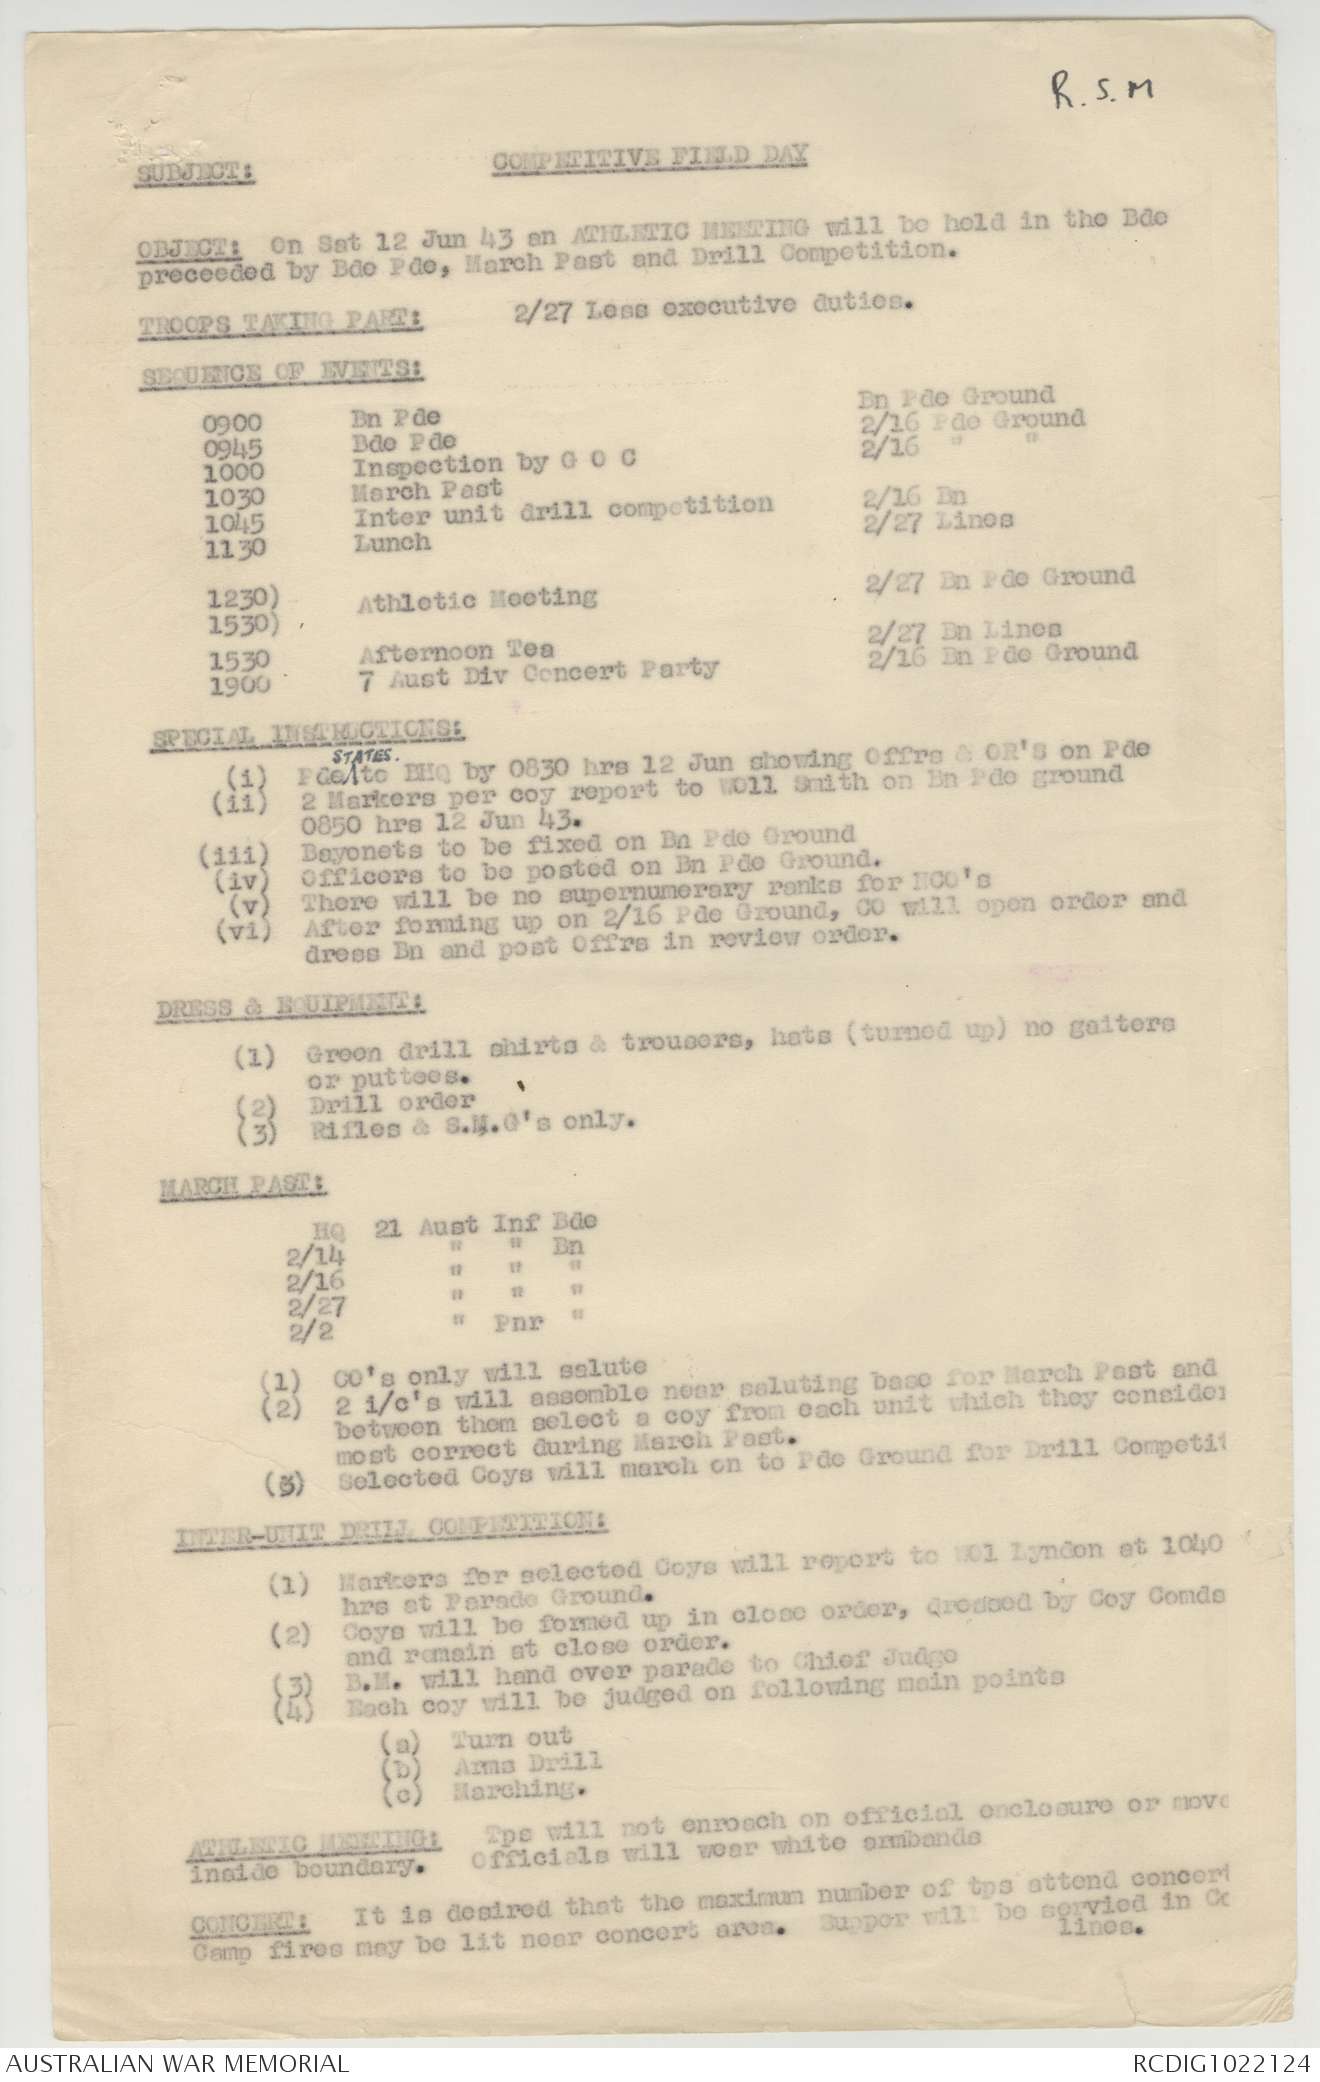 R.S.M
SUBJECT: COMPETITIVE FIELD DAY
OBJECT: On Sat 12 Jun 43 an ATHLETIC MEETING will be held in the Bde
preceeded by Bde Pde, March Past and Drill Competition.
TROOPS TAKING PART: 2/27 Less executive duties.
SEQUENCE OF EVENTS:
0900 Bn Pde Bn Pde Ground
0945 Bde Pde 2/16 Pde Ground
1000 Inspection by G O C 2/16 " "
1030 March Past
1045 Inter unit drill competition 2/16 Bn
1130 Lunch 2/27 Lines
1230) Athletic Meeting 2/27 Bn Pde Ground
1530)
1530 Afternoon Tea 2/27 Bn Lines
1900 7 Aust Div Concert Party 2/16 Bn Pde Ground
SPECIAL INSTRUCTIONS:
STATES.
(i) Pde to BHQ by 0830 hrs 12 Jun showing Offrs & OR'S on Pde
(ii) 2 Markers per coy report to WOll Smith on Bn Pde ground
0850 hrs 12 Jun 43.
(iii) Bayonets to be fixed on Bn Pde Ground
(iv) Officers to be posted on Bn Pde Ground.
(v) There will be no supernumerary ranks for NCO's
(vi) After forming up on 2/16 Pde Ground, CO will open order and
dress Bn and post Offrs in review order.
DRESS & EQUIPMENT:
(1) Green drill shirts & trousers, hats (turned up) no gaiters
or puttees.
(2) Drill order
(3) Rifles & S.M.G's only.
MARCH PAST:
HQ 21 Aust Inf Bde
2/14 " " Bn
2/16 " " "
2/27 " " "
2/2 " Pnr "
(1) CO's only will salute
(2) 2 i/c's will assemble near saluting base for March Past and
between them select a coy from each unit which they consider
most correct during March Past.
(3) Selected Coys will march on to Pde Ground for Drill Competit
INTER-UNIT DRILL COMPETITION:
(1) Markers for selected Coys will report to WO1 Lyndon at 1040
hrs at Parade Ground.
(2) Coys will be formed up in close order, dressed by Coy Comds
and remain at close order.
(3) B.M. will hand over parade to Chief Judge
(4) Each coy will be judged on following main points
(a) Turn out
(b) Arms Drill
(c) Marching.
ATHLETIC MEETING: Tps will not enroach on official enclosure or move
inside boundary. Officials will wear white armbands
CONCERT: It is desired that the maximum number of tps attend concert
Camp fires may be lit near concert area. Supper will be servied in Co
lines.
AUSTRALIAN WAR MEMORIAL RCDIG1022124